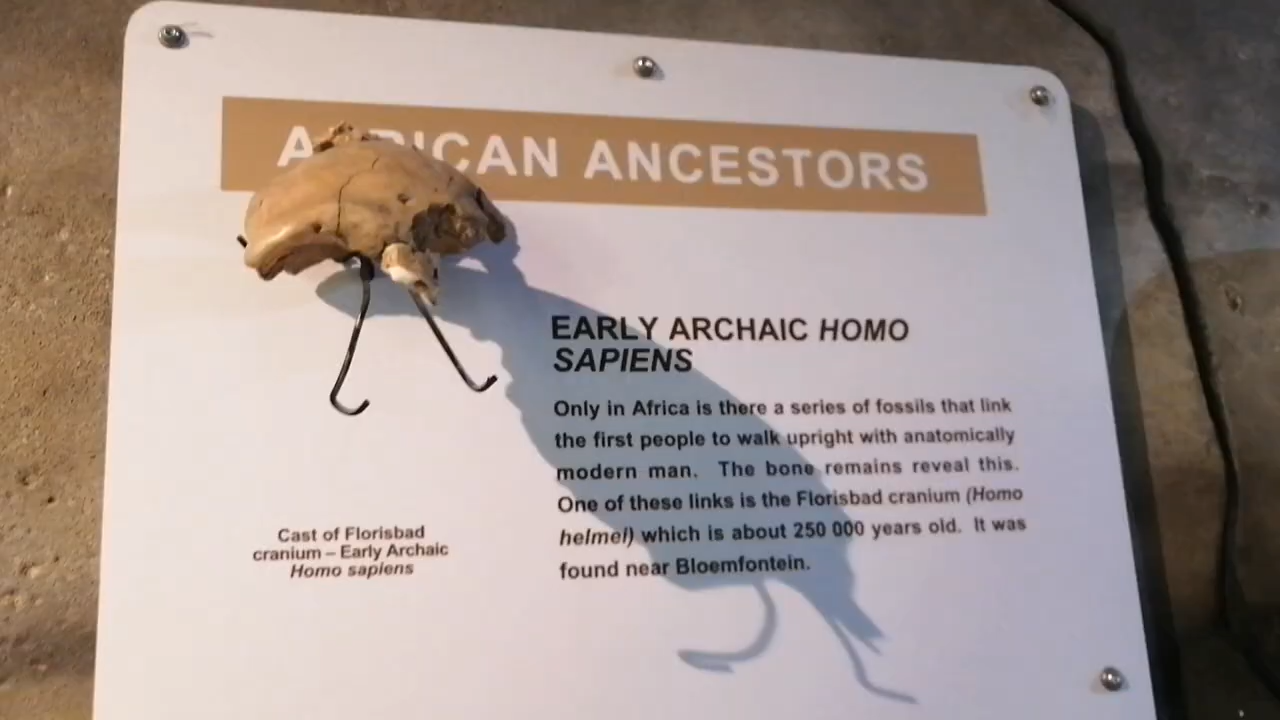 AFRICAN ANCESTORS
EARLY ARCHAIC HOMO
SAPIENS
Only in Africa is there a series of fossils that link
the first people to walk upright with anatomically
modern man. The bone remains reveal this.
One of these links is the Florisbad cranium (Homo
helmei) which is about 250 000 years old. It was
found near Bloemfontein.
Cast of Florisbad
cranium – Early Archaic
Homo sapiens